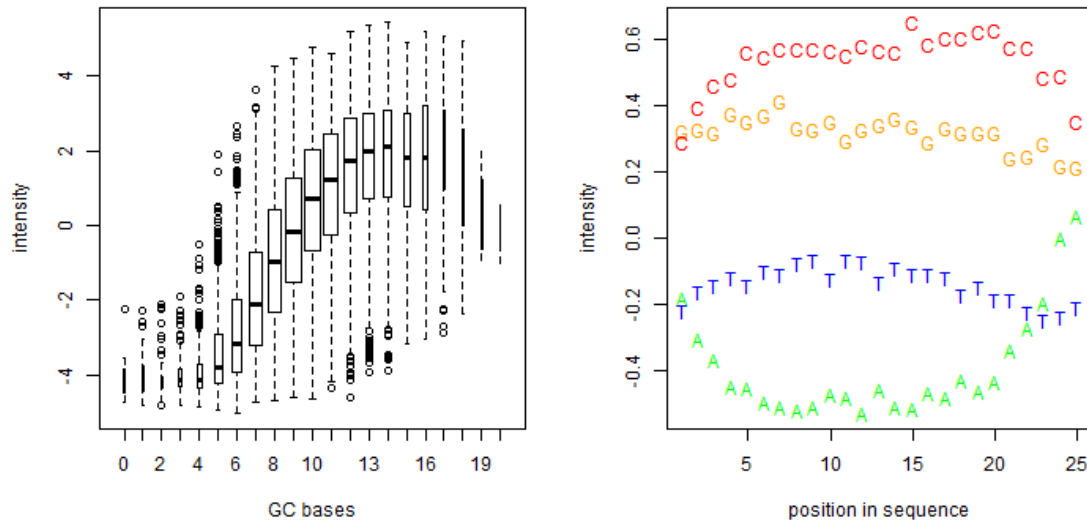 intensity
4
2
0
-2
-4
0 2 4 6 8 10 13 16 19
GC bases
intensity
0.6
0.4
0.2
0.0
-0.2
-0.4
C C C C C C C C C C C C C C C C C C C C C C C C C
G G G G G G G G G G G G G G G G G G G G G G G G G
T T T T T T T T T T T T T T T T T T T T T T T T T
A A A A A A A A A A A A A A A A A A A A A A A A A
5 10 15 20 25
position in sequence